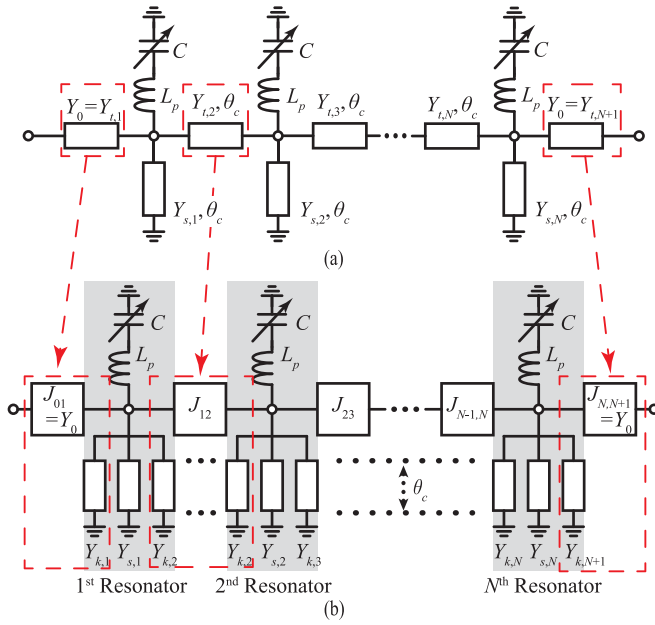 C C C
L_p L_p L_p
Y_0=Y_{t,1} Y_{t,2},θ_c Y_{t,3},θ_c Y_{t,N},θ_c Y_0=Y_{t,N+1}
Y_{s,1},θ_c Y_{s,2},θ_c Y_{s,N},θ_c
(a)
C C C
L_p L_p L_p
J_{01}=Y_0 J_{12} J_{23} J_{N-1,N} J_{N,N+1}=Y_0
θ_c
Y_{k,1} Y_{s,1} Y_{k,2} Y_{k,2} Y_{s,2} Y_{k,3} Y_{k,N} Y_{s,N} Y_{k,N+1}
1st Resonator 2nd Resonator Nth Resonator
(b)